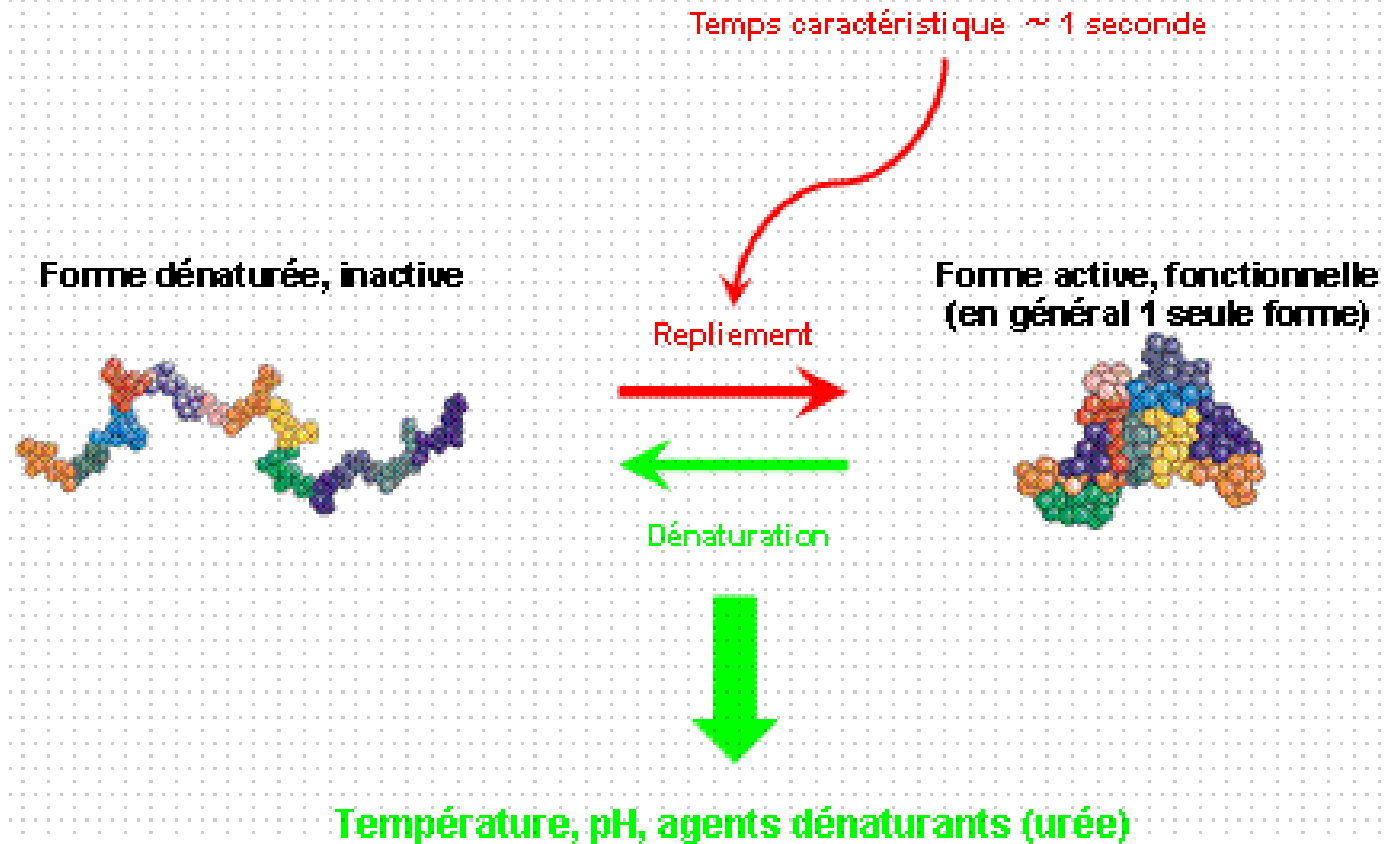 Temps caractéristique ~ 1 seconde
Forme dénaturée, inactive
Forme active, fonctionnelle
(en général 1 seule forme)
Repliement
Dénaturation
Température, pH, agents dénaturants (urée)